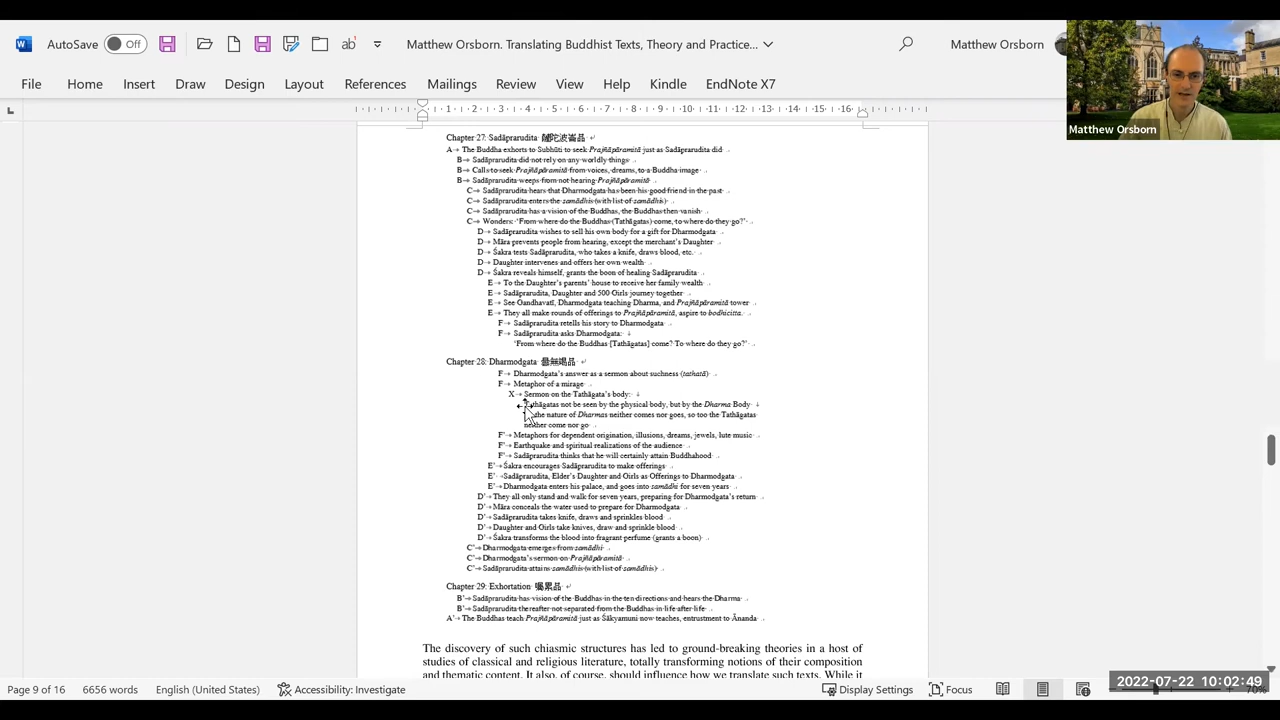 AutoSave Off Matthew Orsborn. Translating Buddhist Texts, Theory and Practice... Matthew Orsborn
File Home Insert Draw Design Layout References Mailings Review View Help Kindle EndNote X7
Matthew Orsborn
1 2 3 4 5 6 7 8 9 10 11 12 13 14 15 16
Chapter 27: Sadāprarudita 薩陀波崙品
A The Buddha exhorts to Subhūti to seek Prajñāpāramitā just as Sadāprarudita did
B Sadāprarudita did not rely on any worldly things
B Calls to seek Prajñāpāramitā from voices, dreams, to a Buddha image
B Sadāprarudita weeps from not hearing Prajñāpāramitā
C Sadāprarudita hears that Dharmodgata has been his good friend in the past
C Sadāprarudita enters the samādhis (with list of samādhis)
C Sadāprarudita has a vision of the Buddhas, the Buddhas then vanish
C Wonders: ‘From where do the Buddhas (Tathāgatas) come, to where do they go?’
D Sadāprarudita wishes to sell his own body for a gift for Dharmodgata
D Māra prevents people from hearing, except the merchant’s Daughter
D Śakra tests Sadāprarudita, who takes a knife, draws blood, etc.
D Daughter intervenes and offers her own wealth
D Śakra reveals himself, grants the boon of healing Sadāprarudita
E To the Daughter’s parents’ house to receive her family wealth
E Sadāprarudita, Daughter and 500 Girls journey together
E See Gandhavatī, Dharmodgata teaching Dharma, and Prajñāpāramitā tower
E They all make rounds of offerings to Prajñāpāramitā, aspire to bodhicitta.
F Sadāprarudita retells his story to Dharmodgata
F Sadāprarudita asks Dharmodgata:
‘From where do the Buddhas [Tathāgatas] come? To where do they go?’
Chapter 28: Dharmodgata 曇無竭品
F Dharmodgata’s answer as a sermon about suchness (tathatā)
F Metaphor of a mirage
X Sermon on the Tathāgata’s body:
Tathāgatas not be seen by the physical body, but by the Dharma Body
the nature of Dharmas neither comes nor goes, so too the Tathāgatas
neither come nor go
F’ Metaphors for dependent origination, illusions, dreams, jewels, lute music
F’ Earthquake and spiritual realizations of the audience
F’ Sadāprarudita thinks that he will certainly attain Buddhahood
E’ Śakra encourages Sadāprarudita to make offerings
E’ Sadāprarudita, Elder’s Daughter and Girls as Offerings to Dharmodgata
E’ Dharmodgata enters his palace, and goes into samādhi for seven years
D’ They all only stand and walk for seven years, preparing for Dharmodgata’s return
D’ Māra conceals the water used to prepare for Dharmodgata
D’ Sadāprarudita takes knife, draws and sprinkles blood
D’ Daughter and Girls take knives, draw and sprinkle blood
D’ Śakra transforms the blood into fragrant perfume (grants a boon)
C’ Dharmodgata emerges from samādhi
C’ Dharmodgata’s sermon on Prajñāpāramitā
C’ Sadāprarudita attains samādhis (with list of samādhis)
Chapter 29: Exhortation 囑累品
B’ Sadāprarudita has vision of the Buddhas in the ten directions and hears the Dharma
B’ Sadāprarudita thereafter not separated from the Buddhas in life after life
A’ The Buddhas teach Prajñāpāramitā just as Śākyamuni now teaches, entrustment to Ānanda
The discovery of such chiasmic structures has led to ground-breaking theories in a host of
studies of classical and religious literature, totally transforming notions of their composition
and thematic content. It also, of course, should influence how we translate such texts. While it
Page 9 of 16 6656 words English (United States) Accessibility: Investigate Display Settings Focus 70%
2022-07-22 10:02:49